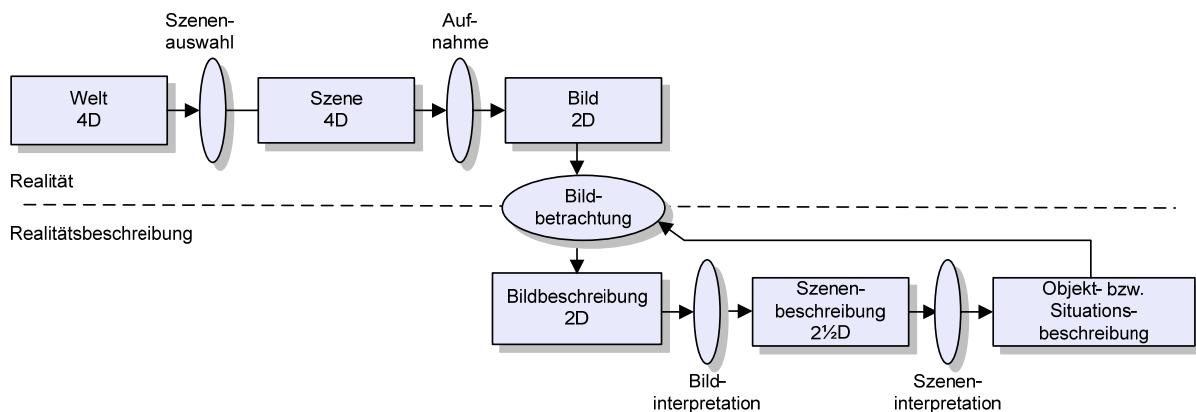 Szenen-
auswahl
Auf-
nahme
Welt
4D
Szene
4D
Bild
2D
Realität
Bild-
betrachtung
Realitätsbeschreibung
Bildbeschreibung
2D
Szenen-
beschreibung
2½D
Objekt- bzw.
Situations-
beschreibung
Bild-
interpretation
Szenen-
interpretation